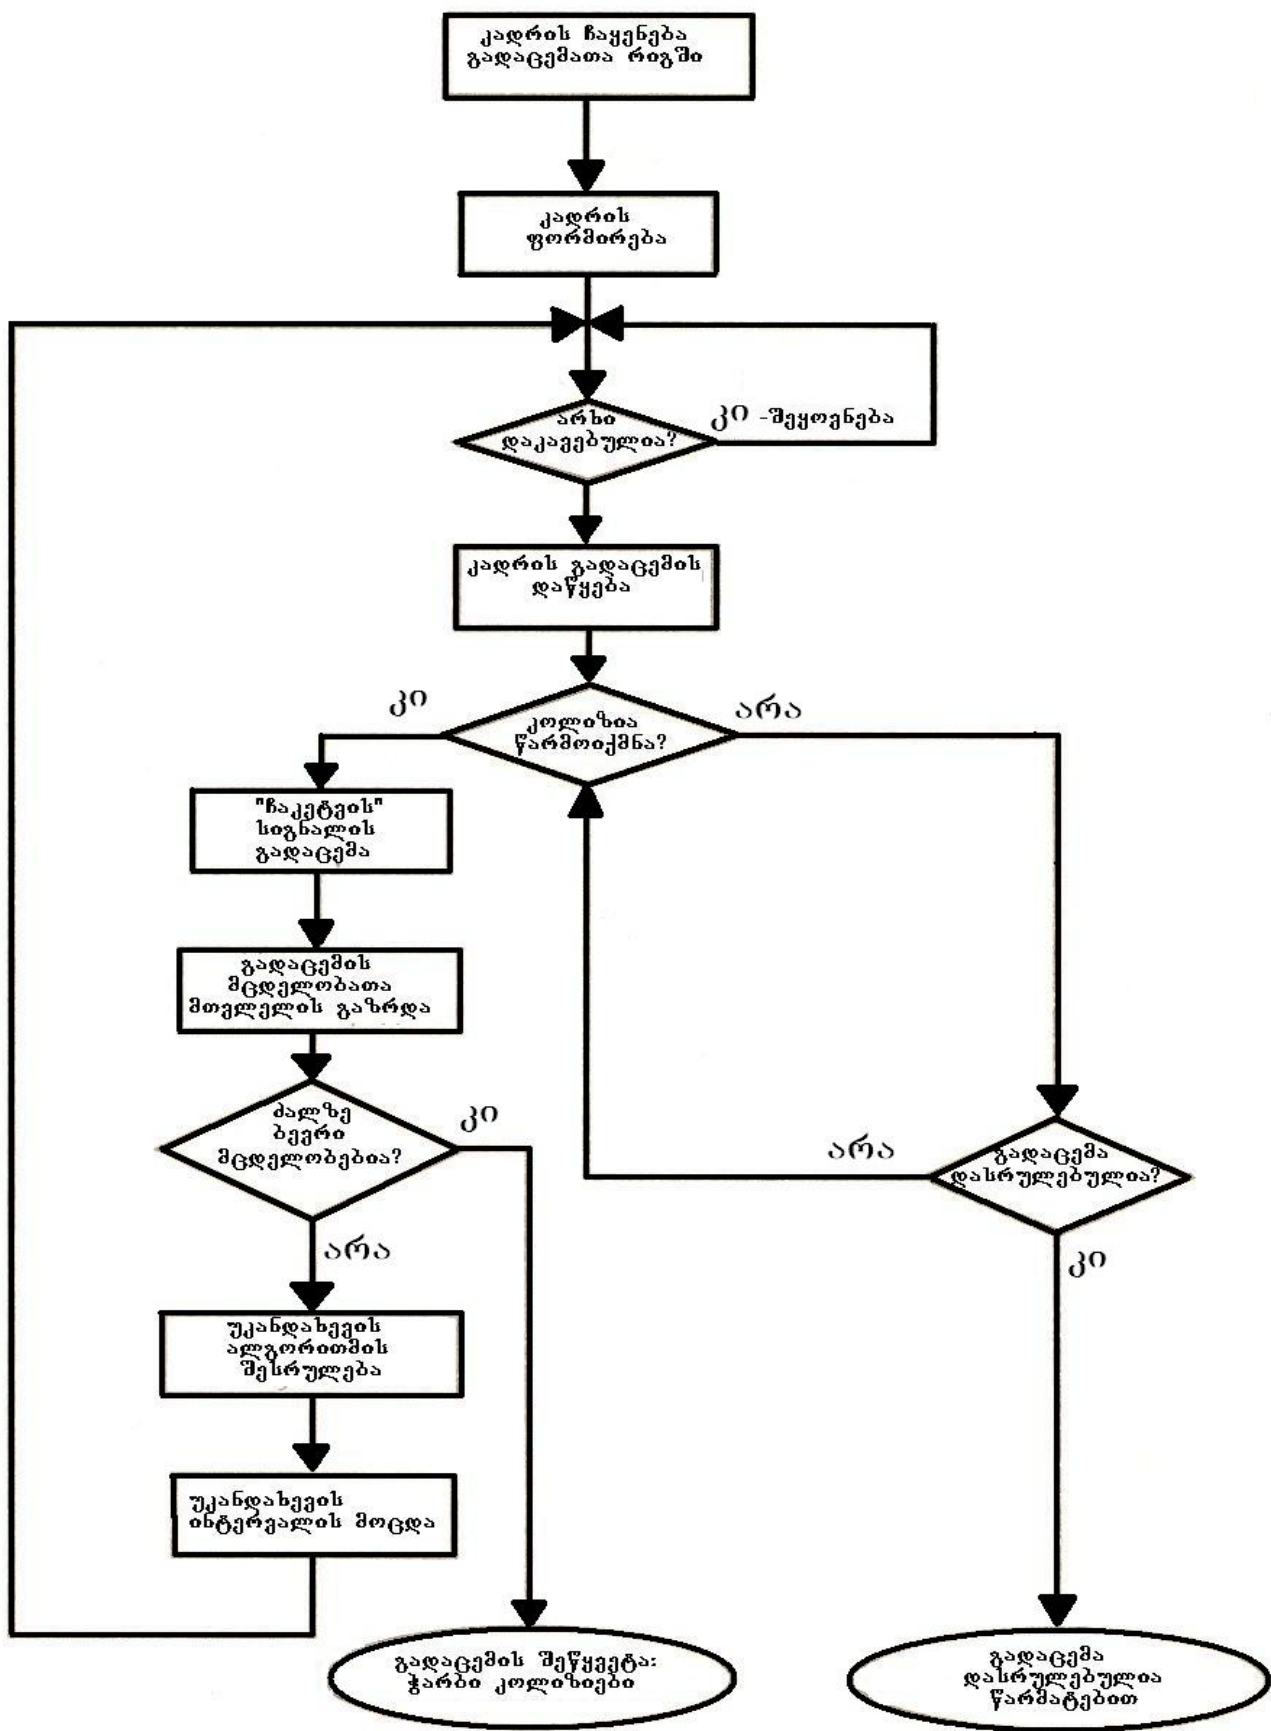 კადრის ჩაყენება
გადაცემათა რიგში
კადრის
ფორმირება
არხი
დაკავებულია?
კი -შეყოვნება
კადრის გადაცემის
დაწყება
კი
კოლიზია
წარმოიქმნა?
არა
"ჩაკეტვის"
სიგნალის
გადაცემა
გადაცემის
მცდელობათა
მთვლელის გაზრდა
ძალზე
ბევრი
მცდელობებია?
კი
არა
გადაცემა
დასრულებულია?
არა
კი
უკანდახევის
ალგორითმის
შესრულება
უკანდახევის
ინტერვალის მოცდა
გადაცემის შეწყვეტა:
ჭარბი კოლიზიები
გადაცემა
დასრულებულია
წარმატებით